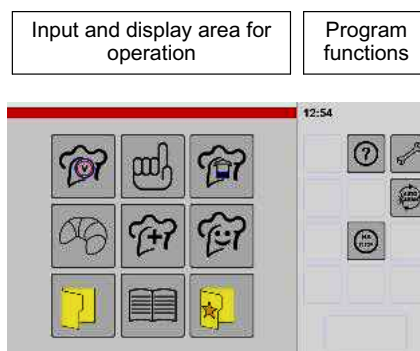 Input and display area for
operation
Program
functions
12:54